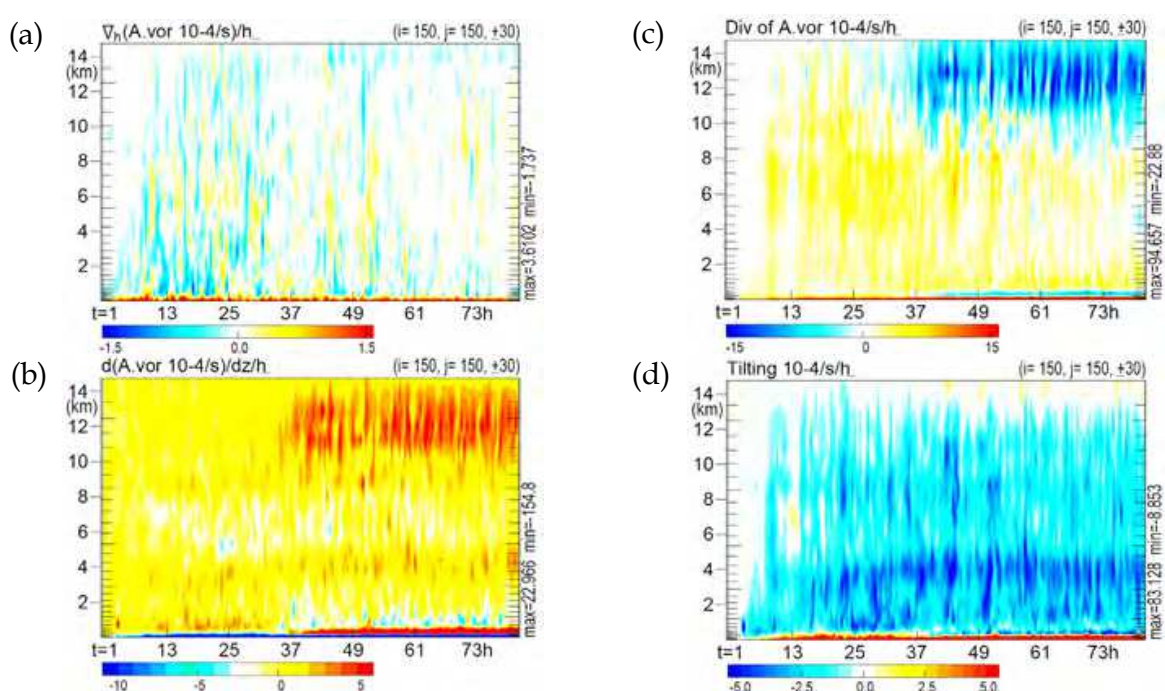 (a)
∇h(A.vor 10-4/s)/h_ (i= 150, j= 150, ±30)
14
(km)
12
10
8
6
4
2
t=1 13 25 37 49 61 73h
-1.5 0.0 1.5
max=3.6102 min=-1.737
(b)
d(A.vor 10-4/s)/dz/h_ (i= 150, j= 150, ±30)
14
(km)
12
10
8
6
4
2
t=1 13 25 37 49 61 73h
-10 -5 0 5
max=22.966 min=-154.8
(c)
Div of A.vor 10-4/s/h_ (i= 150, j= 150, ±30)
14
(km)
12
10
8
6
4
2
t=1 13 25 37 49 61 73h
-15 0 15
max=94.657 min=-22.88
(d)
Tilting 10-4/s/h_ (i= 150, j= 150, ±30)
14
(km)
12
10
8
6
4
2
t=1 13 25 37 49 61 73h
-5.0 -2.5 0.0 2.5 5.0
max=83.128 min=-8.853